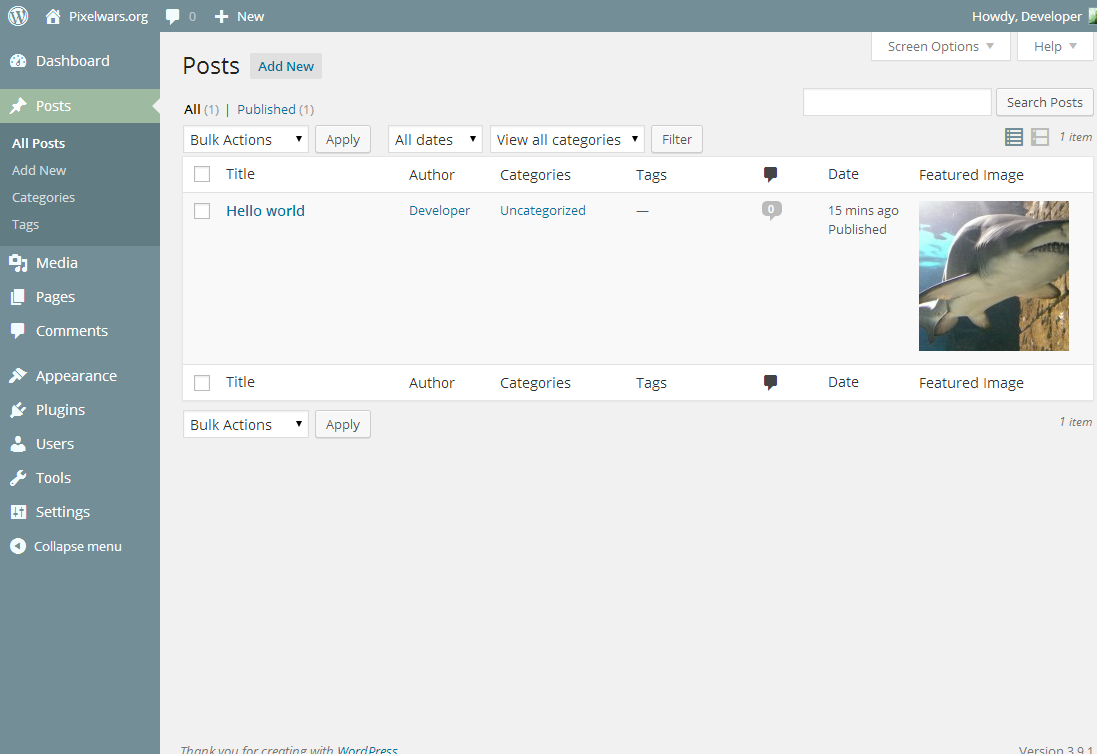 Pixelwars.org 0 New Howdy, Developer
Screen Options Help
Dashboard
Posts
All Posts
Add New
Categories
Tags
Media
Pages
Comments
Appearance
Plugins
Users
Tools
Settings
Collapse menu
Posts Add New
All (1) | Published (1) Search Posts
Bulk Actions Apply All dates View all categories Filter 1 item
Title Author Categories Tags Date Featured Image
Hello world Developer Uncategorized — 0 15 mins ago
Published
Title Author Categories Tags Date Featured Image
Bulk Actions Apply 1 item
Thank you for creating with WordPress Version 3.9.1